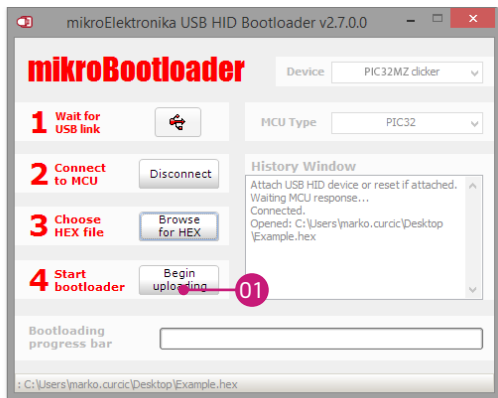 mikroElektronika USB HID Bootloader v2.7.0.0
mikroBootloader
Device
PIC32MZ clicker
1 Wait for
USB link
MCU Type
PIC32
2 Connect
to MCU
Disconnect
History Window
Attach USB HID device or reset if attached.
Waiting MCU response...
Connected.
Opened: C:\Users\marko.curcic\Desktop
\Example.hex
3 Choose
HEX file
Browse
for HEX
4 Start
bootloader
Begin
uploading
01
Bootloading
progress bar
: C:\Users\marko.curcic\Desktop\Example.hex